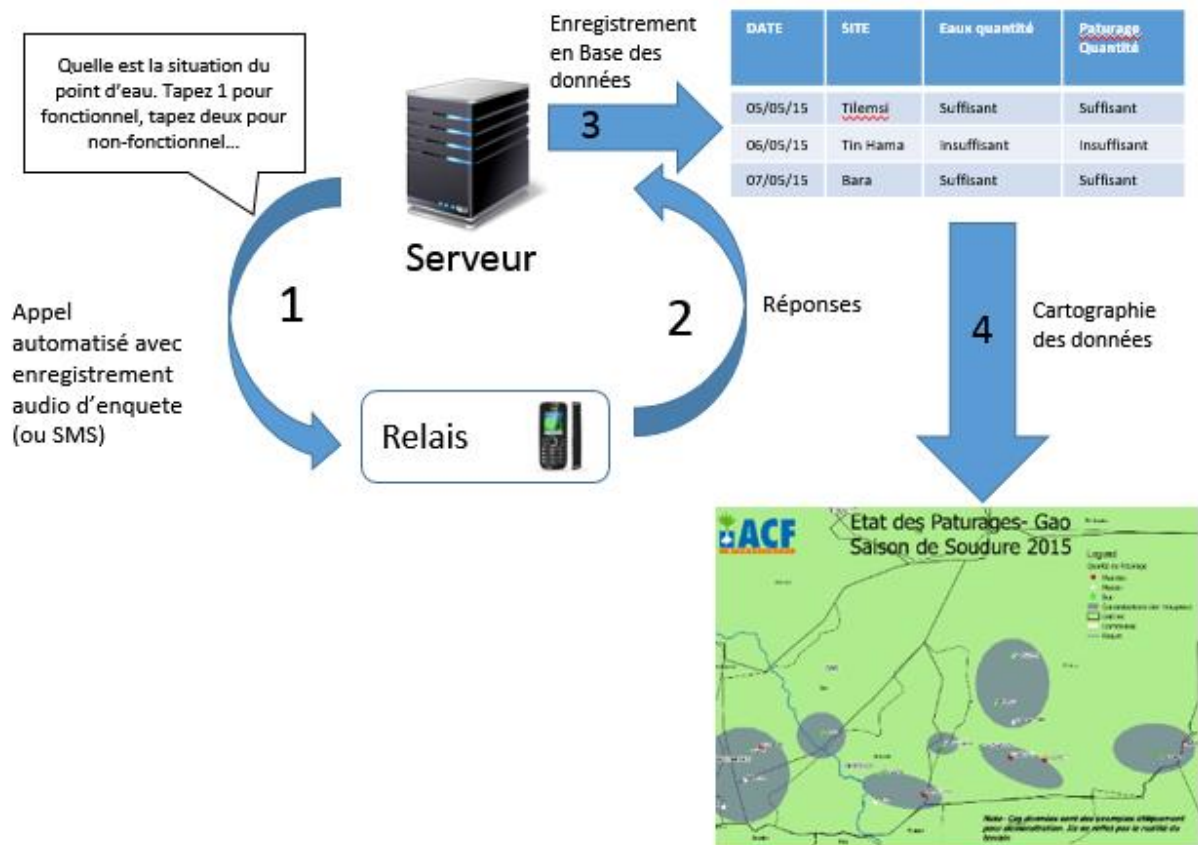 Quelle est la situation du
point d'eau. Tapez 1 pour
fonctionnel, tapez deux pour
non-fonctionnel...
Serveur
1
Appel
automatisé avec
enregistrement
audio d'enquete
(ou SMS)
Relais
2
Réponses
Enregistrement
en Base des
données
3
DATE SITE Eaux quantité Paturage
Quantité
05/05/15 Tilemsi Suffisant Suffisant
06/05/15 Tin Hama Insuffisant Insuffisant
07/05/15 Bara Suffisant Suffisant
4
Cartographie
des données
ACF
Etat des Paturages- Gao
Saison de Soudure 2015